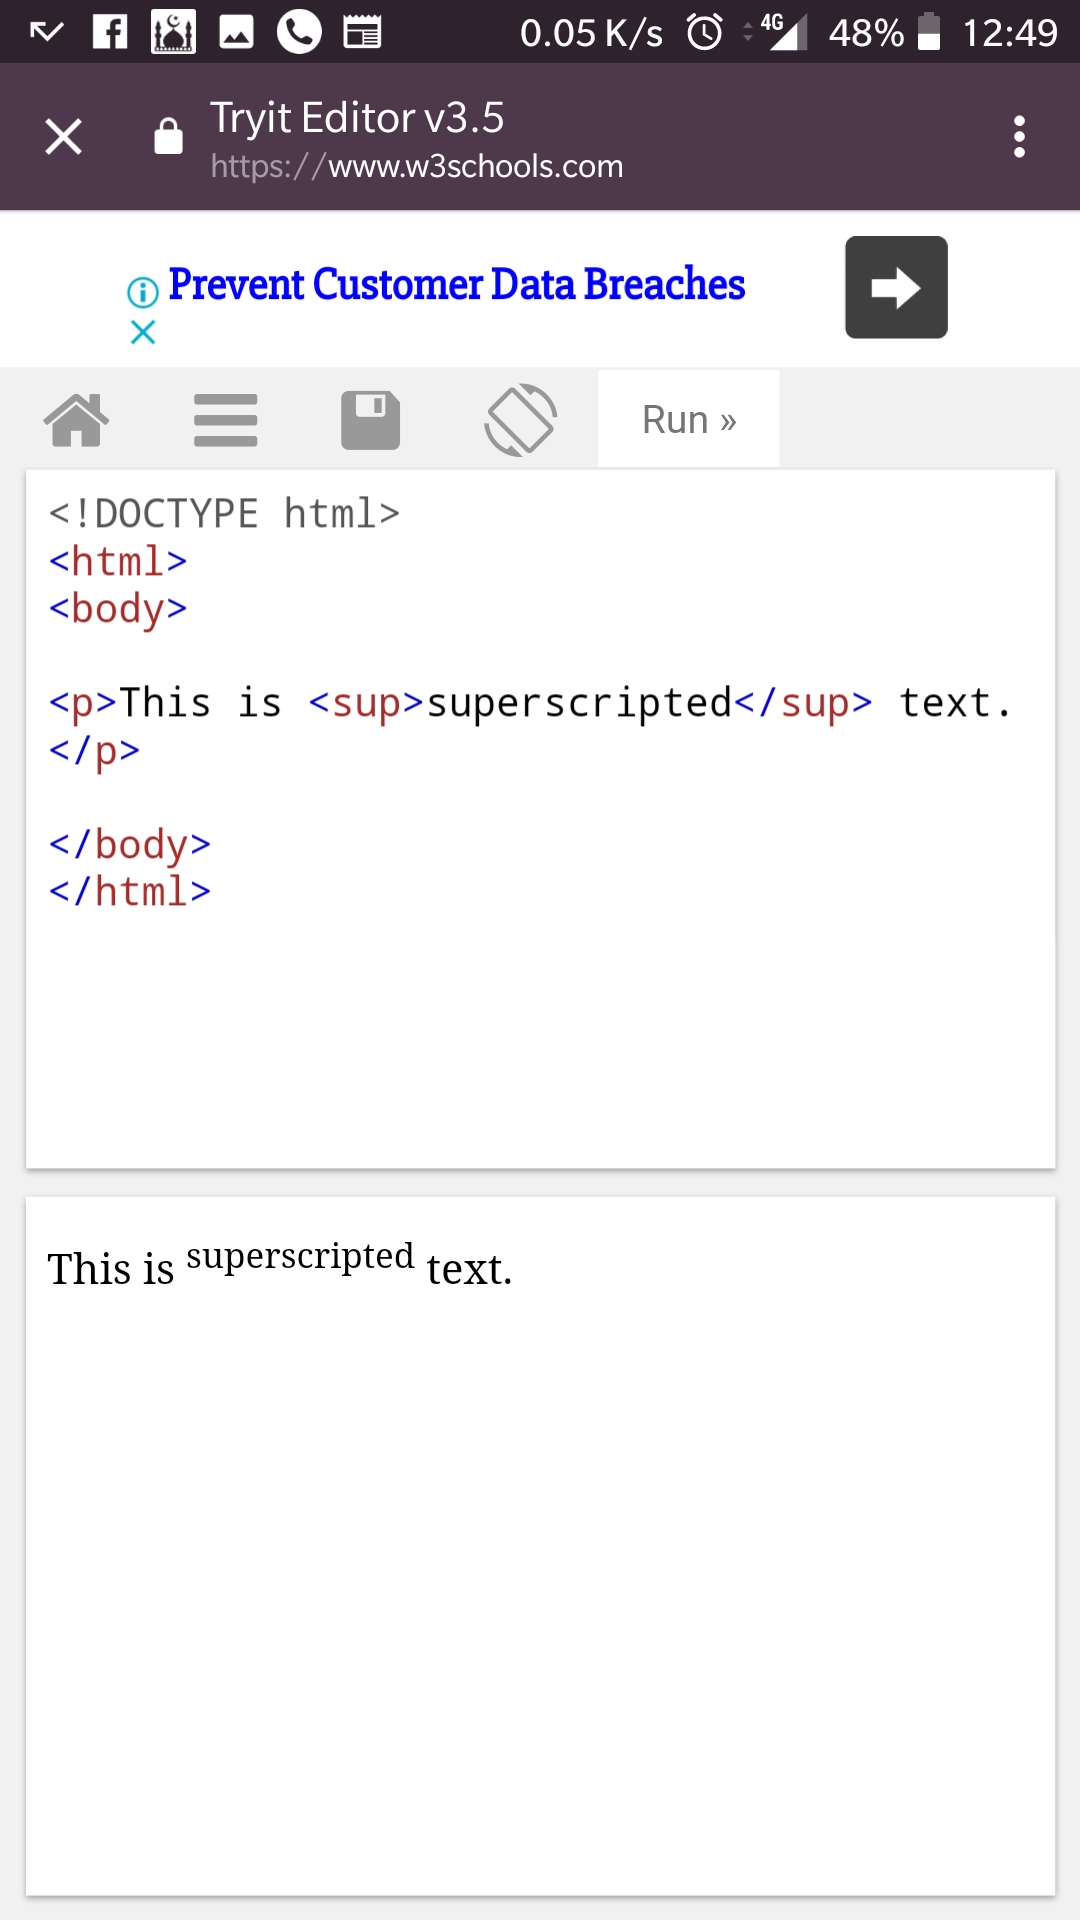 0.05 K/s 4G 48% 12:49
Tryit Editor v3.5
https://www.w3schools.com
Prevent Customer Data Breaches
Run »
<!DOCTYPE html>
<html>
<body>
<p>This is <sup>superscripted</sup> text.
</p>
</body>
</html>
This is superscripted text.